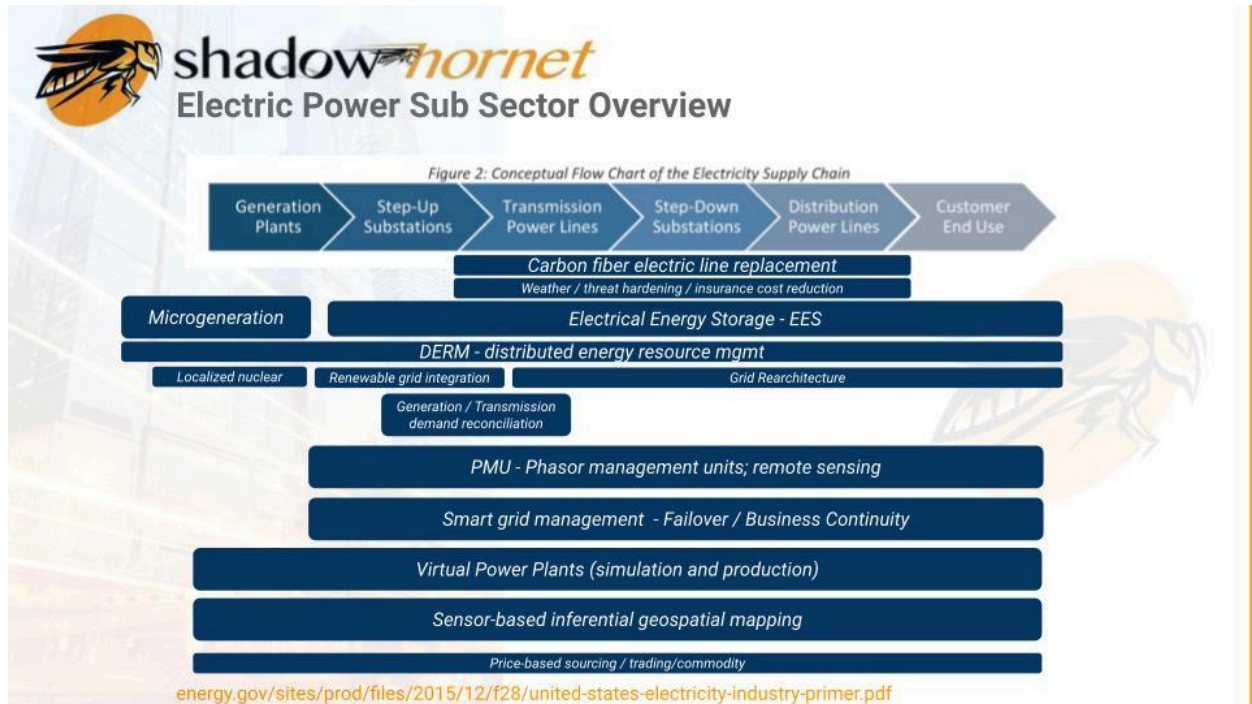 shadow hornet
Electric Power Sub Sector Overview
Figure 2: Conceptual Flow Chart of the Electricity Supply Chain
Generation
Plants
Step-Up
Substations
Transmission
Power Lines
Step-Down
Substations
Distribution
Power Lines
Customer
End Use
Carbon fiber electric line replacement
Weather / threat hardening / insurance cost reduction
Microgeneration
Electrical Energy Storage - EES
DERM - distributed energy resource mgmt
Localized nuclear
Renewable grid integration
Grid Rearchitecture
Generation / Transmission
demand reconciliation
PMU - Phasor management units; remote sensing
Smart grid management  - Failover / Business Continuity
Virtual Power Plants (simulation and production)
Sensor-based inferential geospatial mapping
Price-based sourcing / trading/commodity
energy.gov/sites/prod/files/2015/12/f28/united-states-electricity-industry-primer.pdf